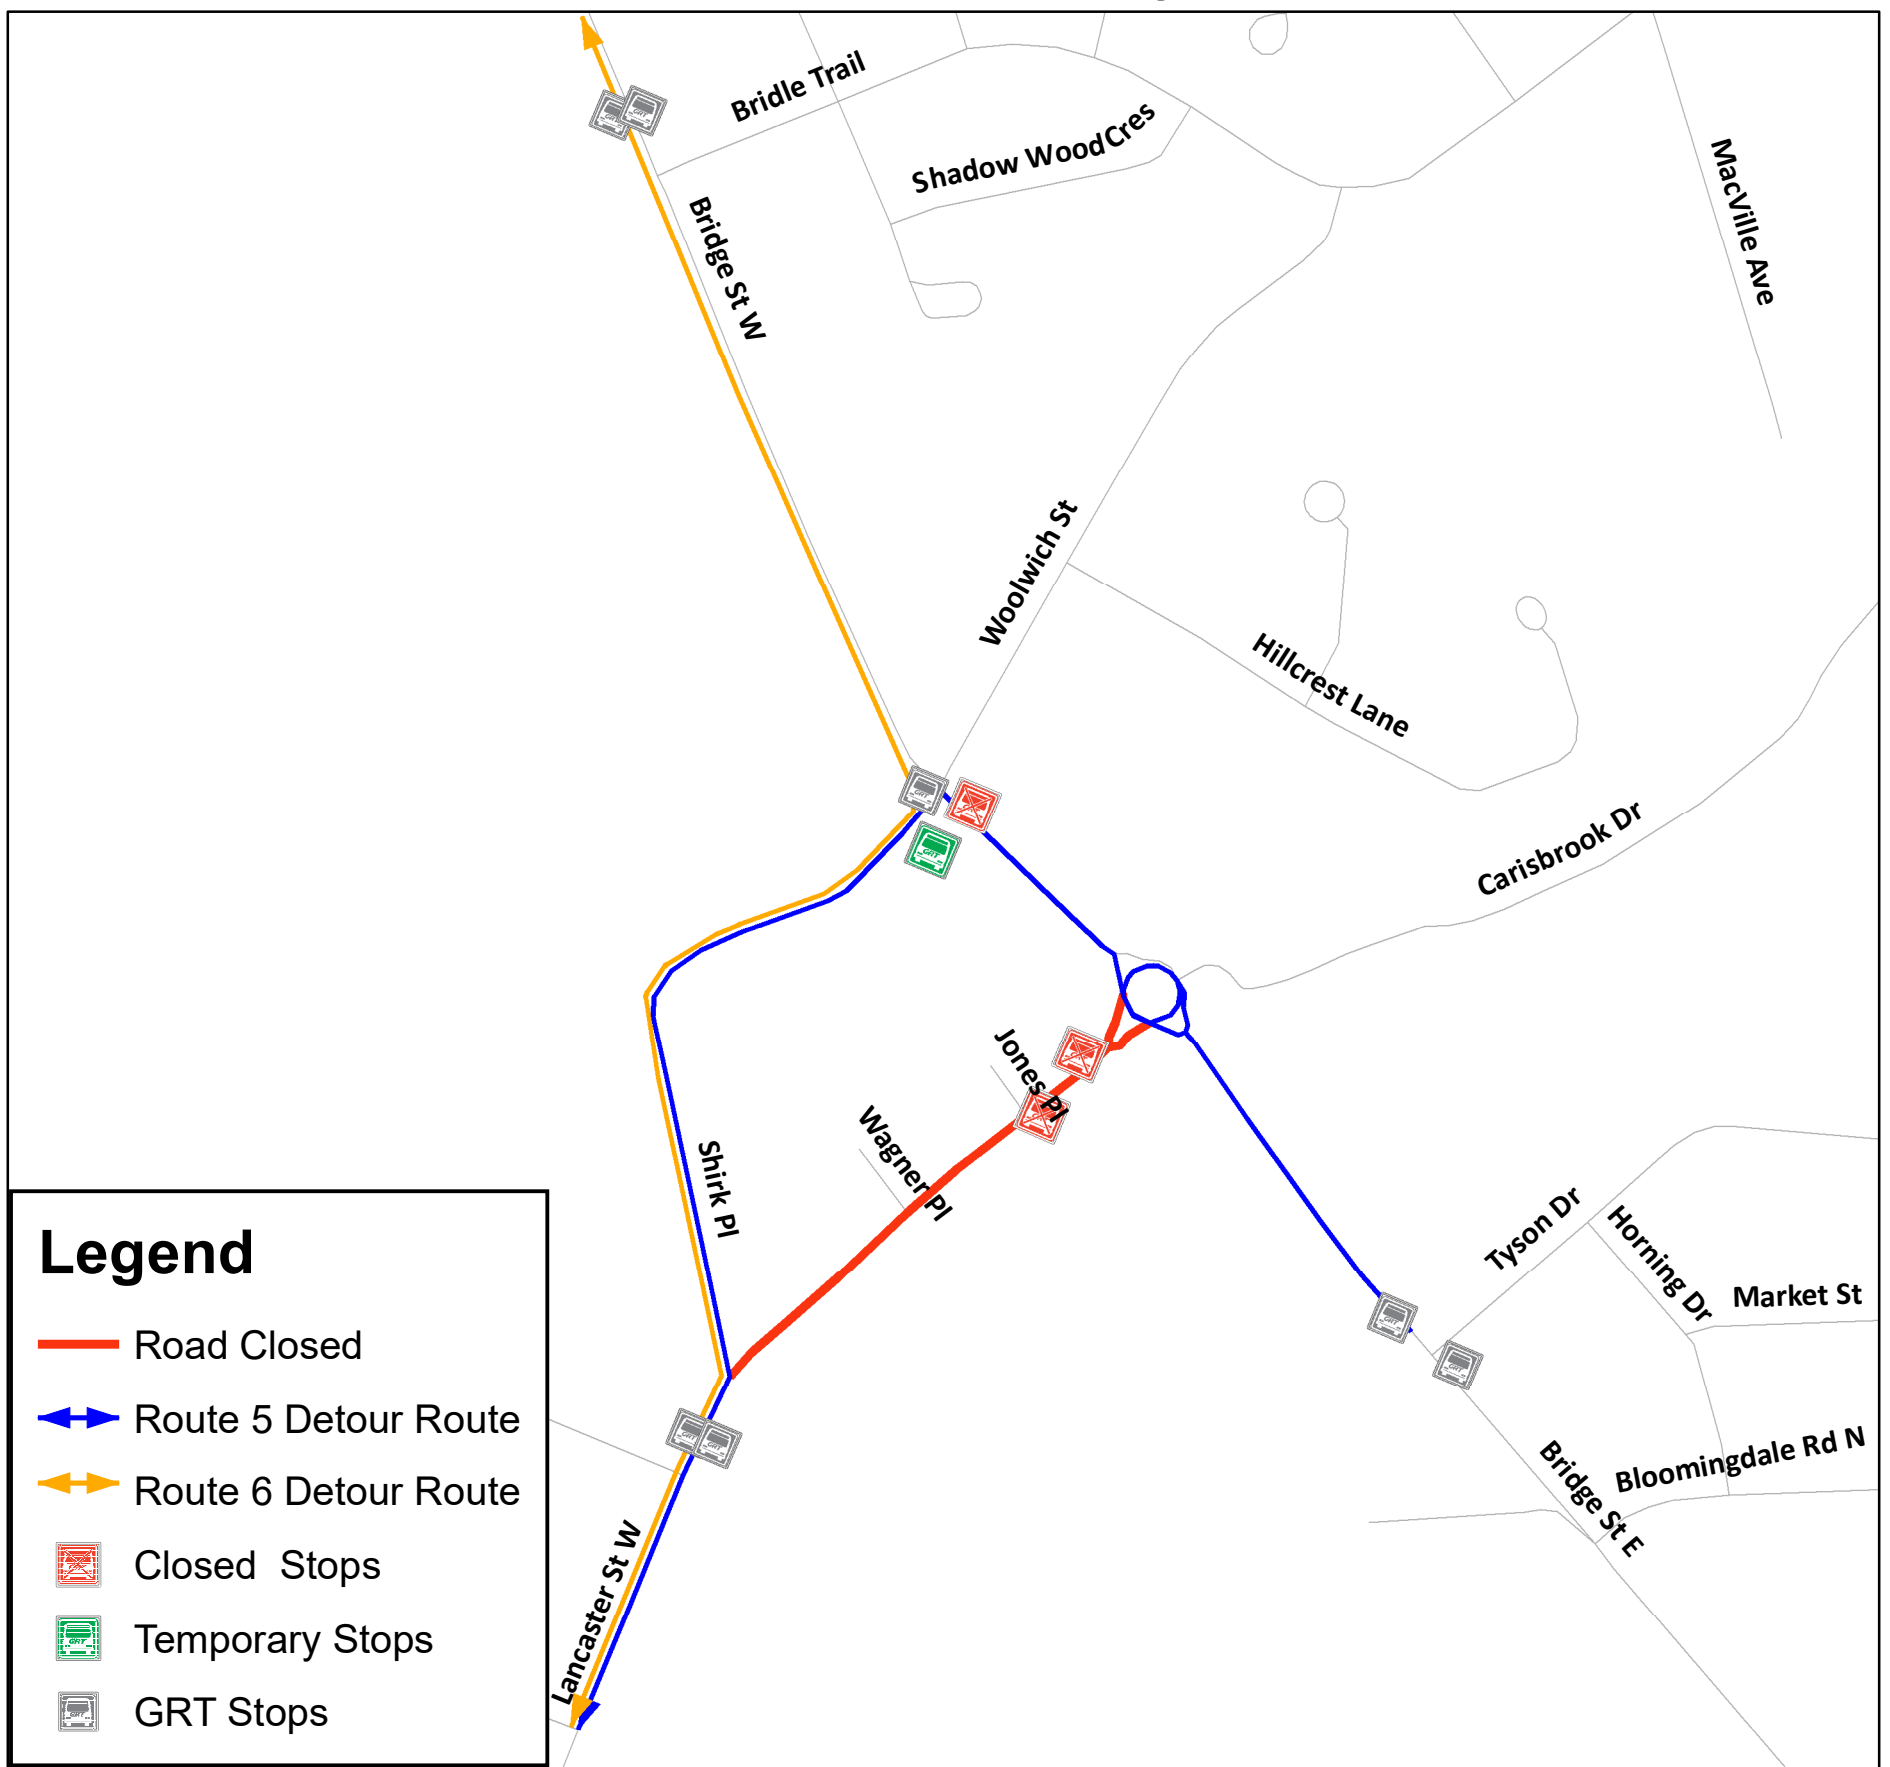 Bridle Trail
Shadow Wood Cres
MacVille Ave
Bridge St W
Woolwich St
Hillcrest Lane
Carisbrook Dr
Jones Pl
Wagner Pl
Shirk Pl
Tyson Dr
Horning Dr
Market St
Bloomingdale Rd N
Bridge St E
Lancaster St W
Legend
Road Closed
Route 5 Detour Route
Route 6 Detour Route
Closed  Stops
Temporary Stops
GRT Stops